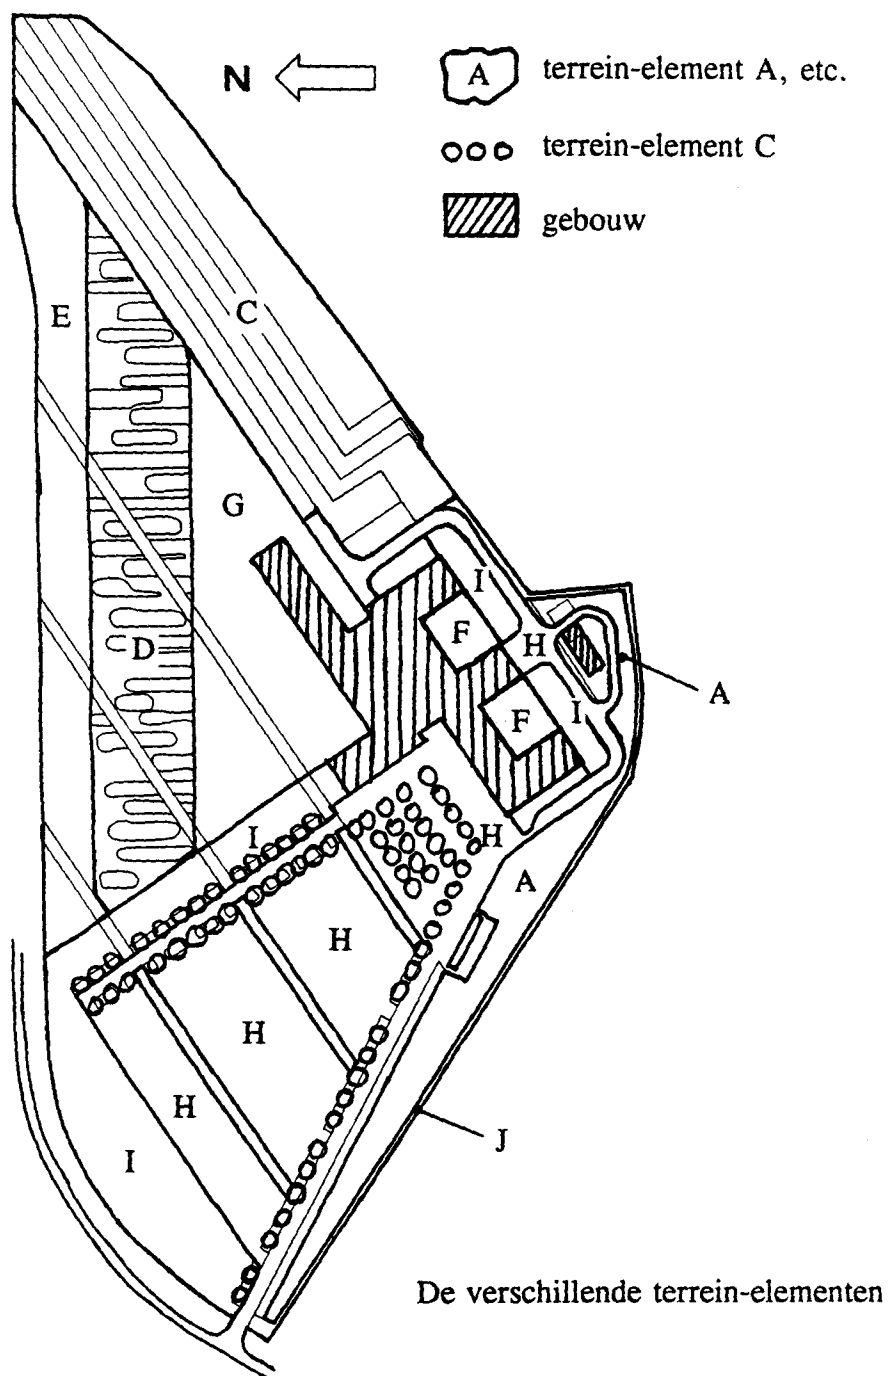 N
A terrein-element A, etc.
terrein-element C
gebouw
E
C
G
I
D
F
H
A
F
I
I
H
A
H
H
J
H
I
De verschillende terrein-elementen